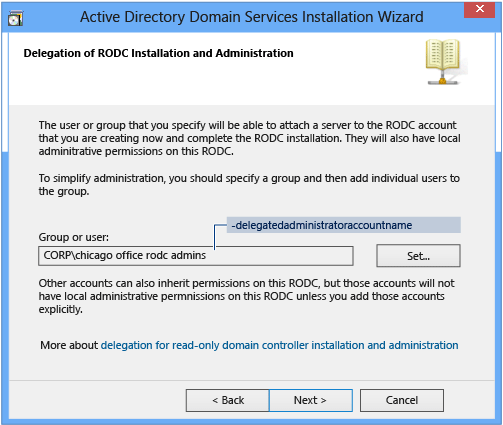 Active Directory Domain Services Installation Wizard
Delegation of RODC Installation and Administration
The user or group that you specify will be able to attach a server to the RODC account
that you are creating now and complete the RODC installation. They will also have local
adminitrative permissions on this RODC.
To simplify administration, you should specify a group and then add individual users to
the group.
-delegatedadministratoraccountname
Group or user:
CORP\chicago office rodc admins
Set...
Other accounts can also inherit permissions on this RODC, but those accounts will not
have local administrative permnissions on this RODC unless you add those accounts
explicitly.
More about delegation for read-only domain controller installation and administration
< Back
Next >
Cancel